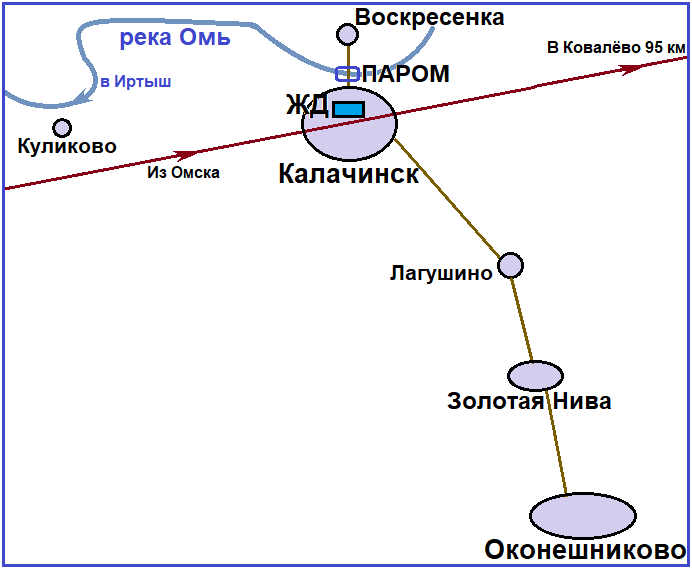 Воскресенка
река Омь
В Ковалёво 95 км
ПАРОМ
в Иртыш
ЖД
Куликово
Из Омска
Калачинск
Лагушино
Золотая Нива
Оконешниково